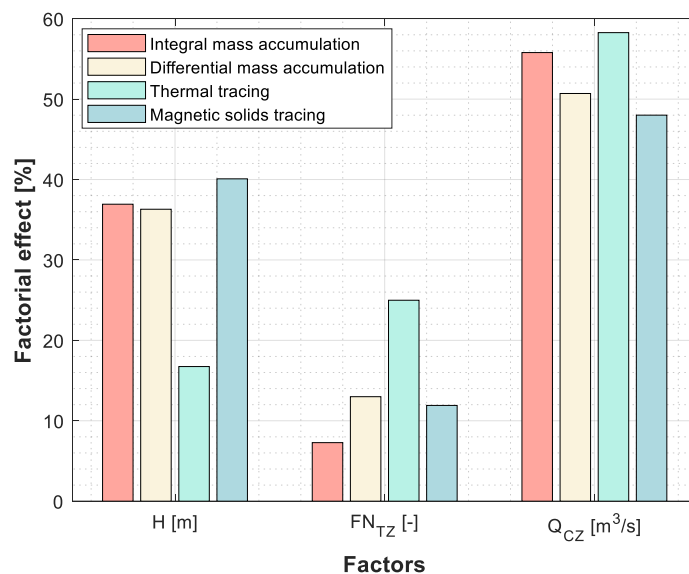 Integral mass accumulation
Differential mass accumulation
Thermal tracing
Magnetic solids tracing
Factorial effect [%]
60
50
40
30
20
10
0
H [m]
FN_TZ [-]
Q_CZ [m^3/s]
Factors